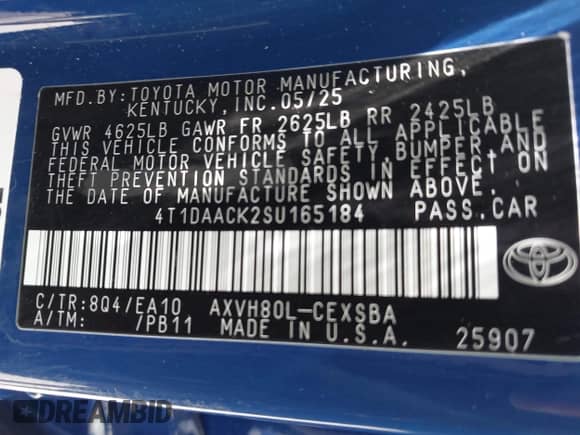 MFD.BY:TOYOTA MOTOR MANUFACTURING,
KENTUCKY,INC.05/25
GVWR 4625LB GAWR FR 2625LB RR 2425LB
THIS VEHICLE CONFORMS TO ALL APPLICABLE
FEDERAL MOTOR VEHICLE SAFETY,BUMPER,AND
THEFT PREVENTION STANDARDS IN EFFECT ON
THE DATE OF MANUFACTURE SHOWN ABOVE.
4T1DAACK2SU165184 PASS.CAR
C/TR:8Q4/EA10 AXVH80L-CEXSBA
A/TM: /PB11 MADE IN U.S.A. 25907
TOYOTA
DREAMBID